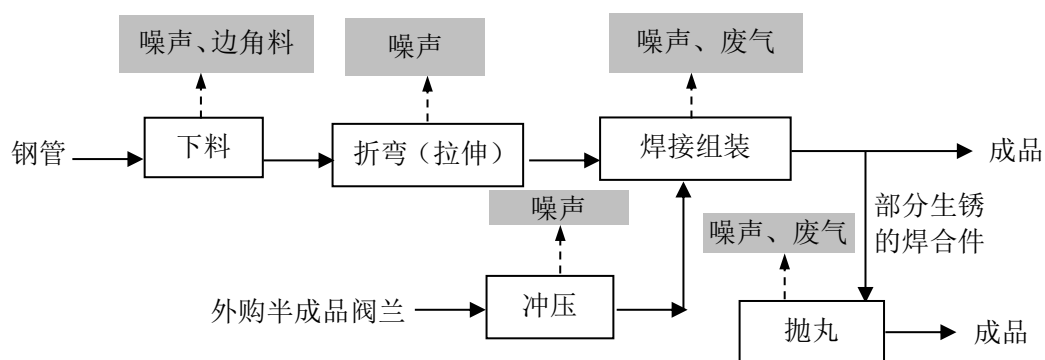 噪声、边角料
噪声
噪声、废气
钢管
下料
折弯（拉伸）
焊接组装
成品
噪声
部分生锈
的焊合件
噪声、废气
外购半成品阀兰
冲压
抛丸
成品